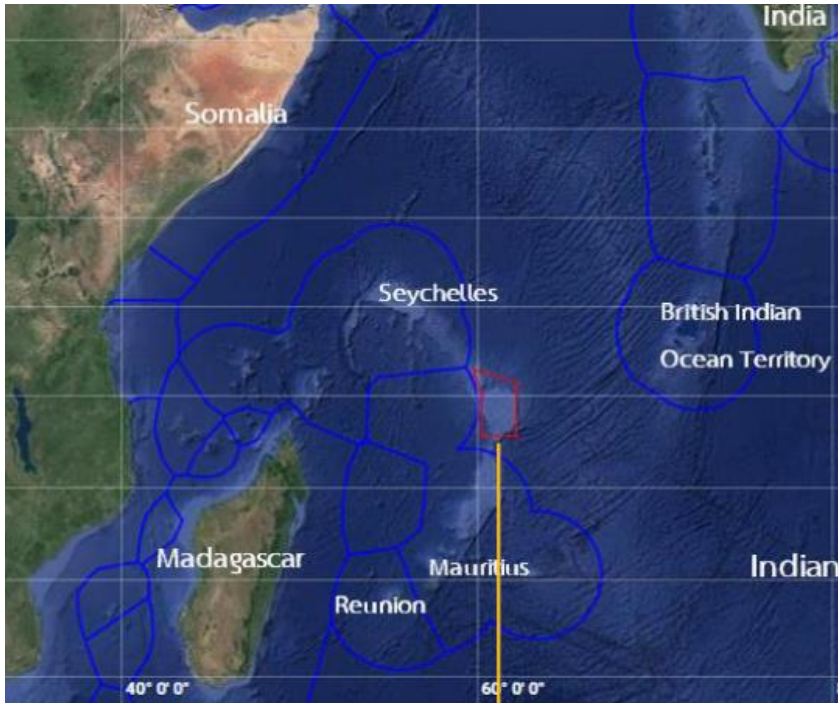 India
Somalia
Seychelles
British Indian
Ocean Territory
Madagascar
Mauritius
Indian
Reunion
40° 0' 0"
60° 0' 0"